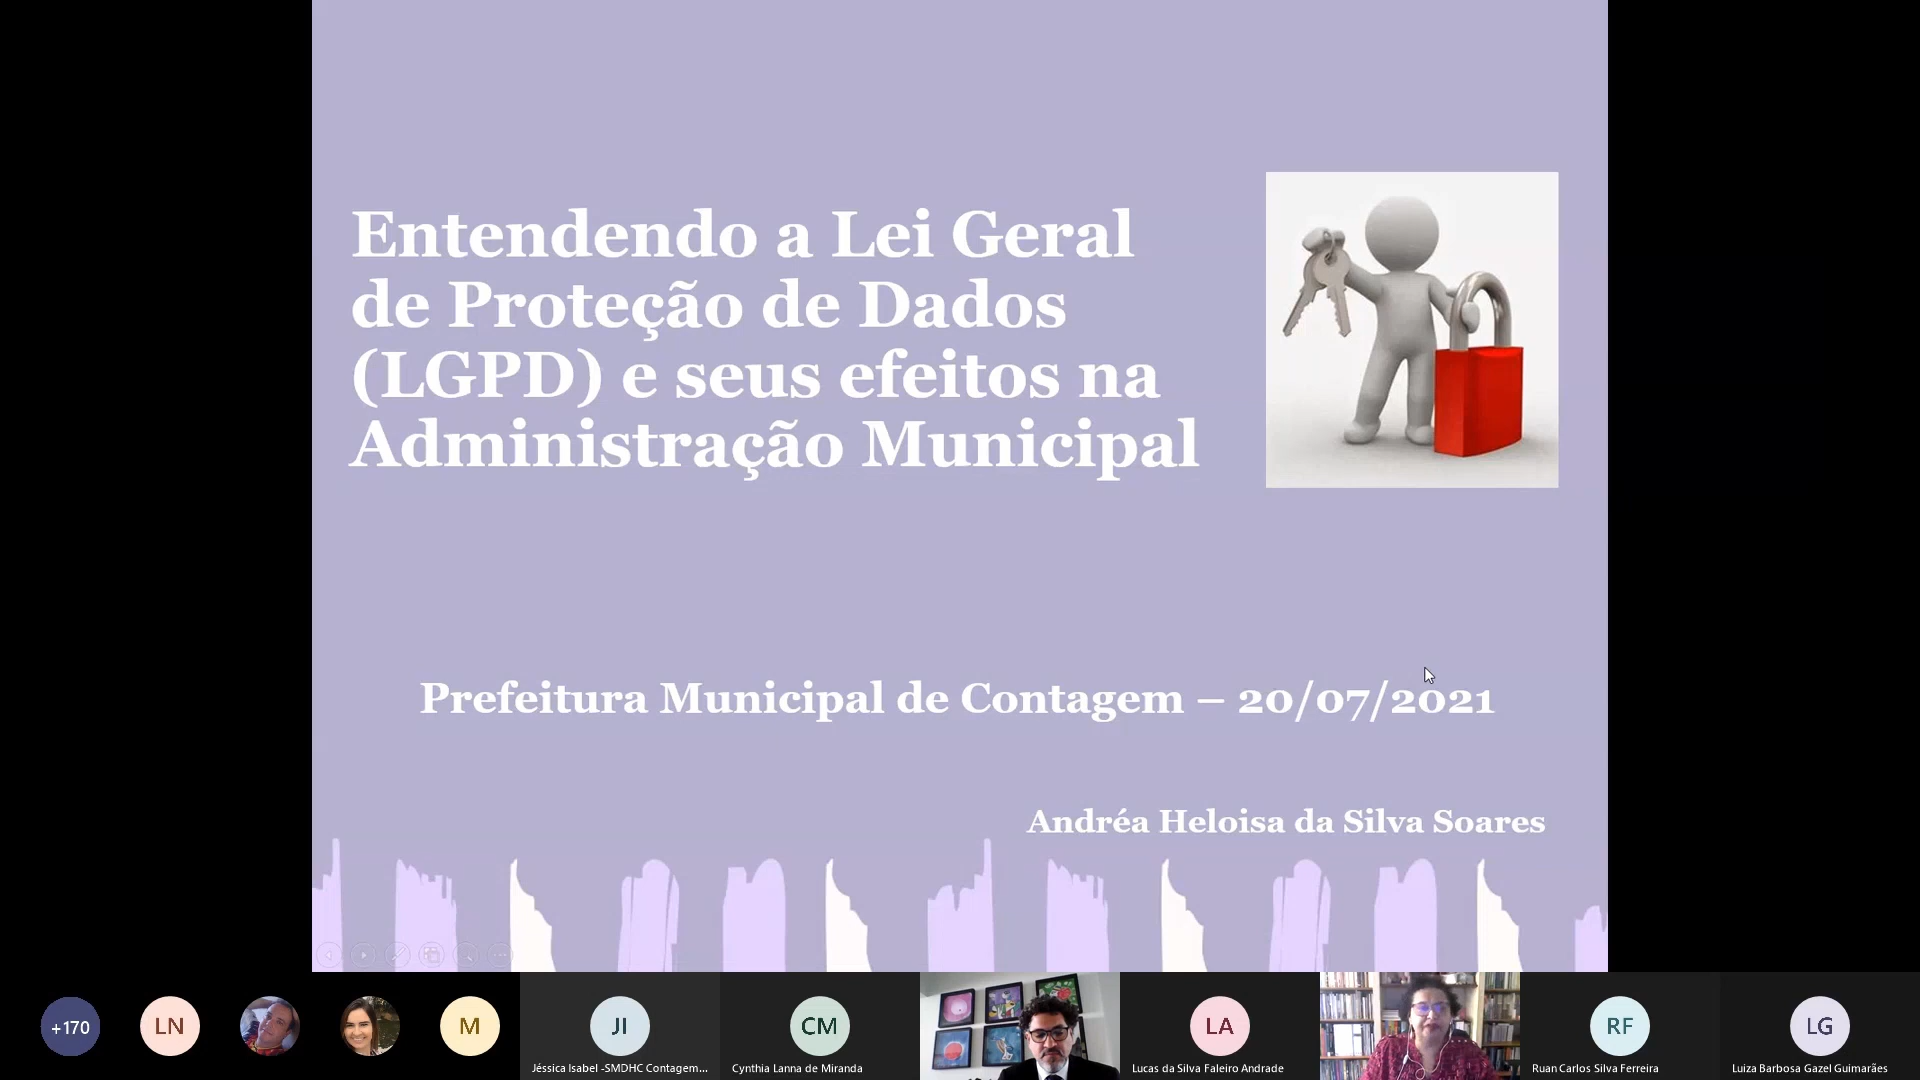 Entendendo a Lei Geral
de Proteção de Dados
(LGPD) e seus efeitos na
Administração Municipal
Prefeitura Municipal de Contagem – 20/07/2021
Andréa Heloisa da Silva Soares
+170
LN
M
JI
CM
LA
RF
LG
Jéssica Isabel -SMDHC Contagem...
Cynthia Lanna de Miranda
Lucas da Silva Faleiro Andrade
Ruan Carlos Silva Ferreira
Luiza Barbosa Gazel Guimarães